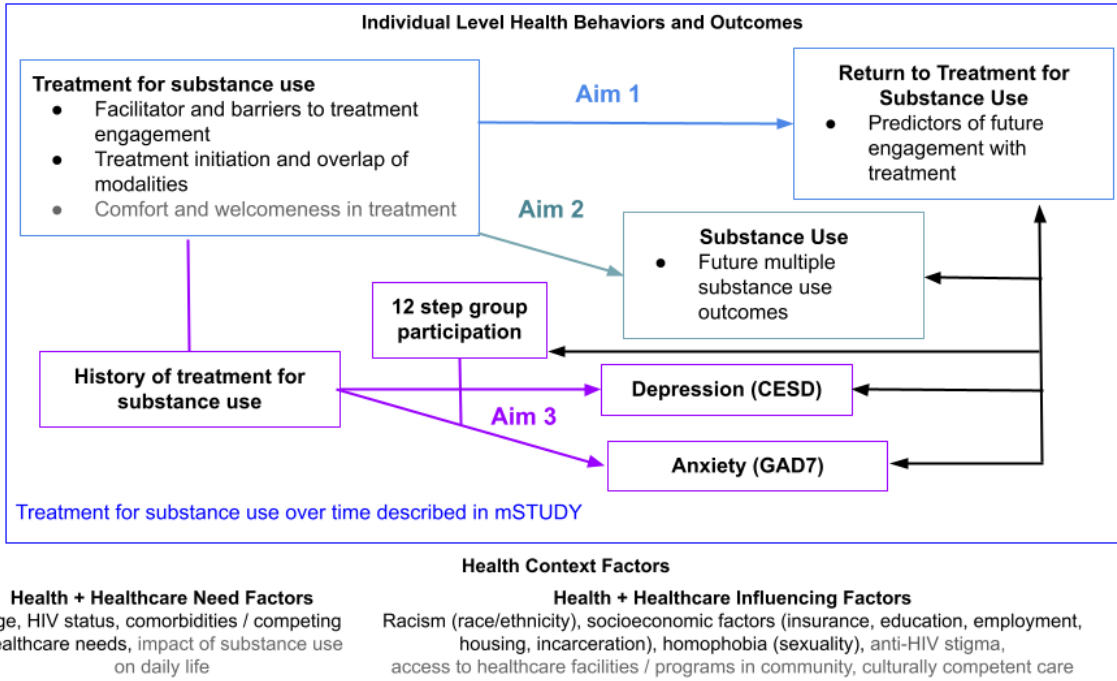 Individual Level Health Behaviors and Outcomes
Treatment for substance use
● Facilitator and barriers to treatment
engagement
● Treatment initiation and overlap of
modalities
● Comfort and welcomeness in treatment
Aim 1
Return to Treatment for
Substance Use
● Predictors of future
engagement with
treatment
Aim 2
Substance Use
● Future multiple
substance use
outcomes
12 step group
participation
History of treatment for
substance use
Depression (CESD)
Aim 3
Anxiety (GAD7)
Treatment for substance use over time described in mSTUDY
Health Context Factors
Health + Healthcare Need Factors
HIV status, comorbidities / competing
needs, impact of substance use
on daily life
Health + Healthcare Influencing Factors
Racism (race/ethnicity), socioeconomic factors (insurance, education, employment,
housing, incarceration), homophobia (sexuality), anti-HIV stigma,
access to healthcare facilities / programs in community, culturally competent care